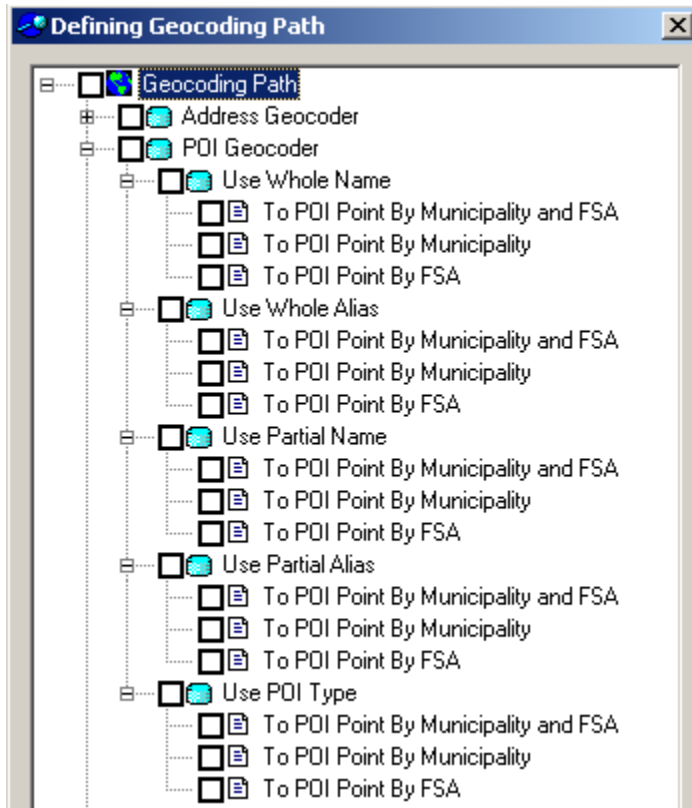 Defining Geocoding Path
Geocoding Path
Address Geocoder
POI Geocoder
Use Whole Name
To POI Point By Municipality and FSA
To POI Point By Municipality
To POI Point By FSA
Use Whole Alias
To POI Point By Municipality and FSA
To POI Point By Municipality
To POI Point By FSA
Use Partial Name
To POI Point By Municipality and FSA
To POI Point By Municipality
To POI Point By FSA
Use Partial Alias
To POI Point By Municipality and FSA
To POI Point By Municipality
To POI Point By FSA
Use POI Type
To POI Point By Municipality and FSA
To POI Point By Municipality
To POI Point By FSA